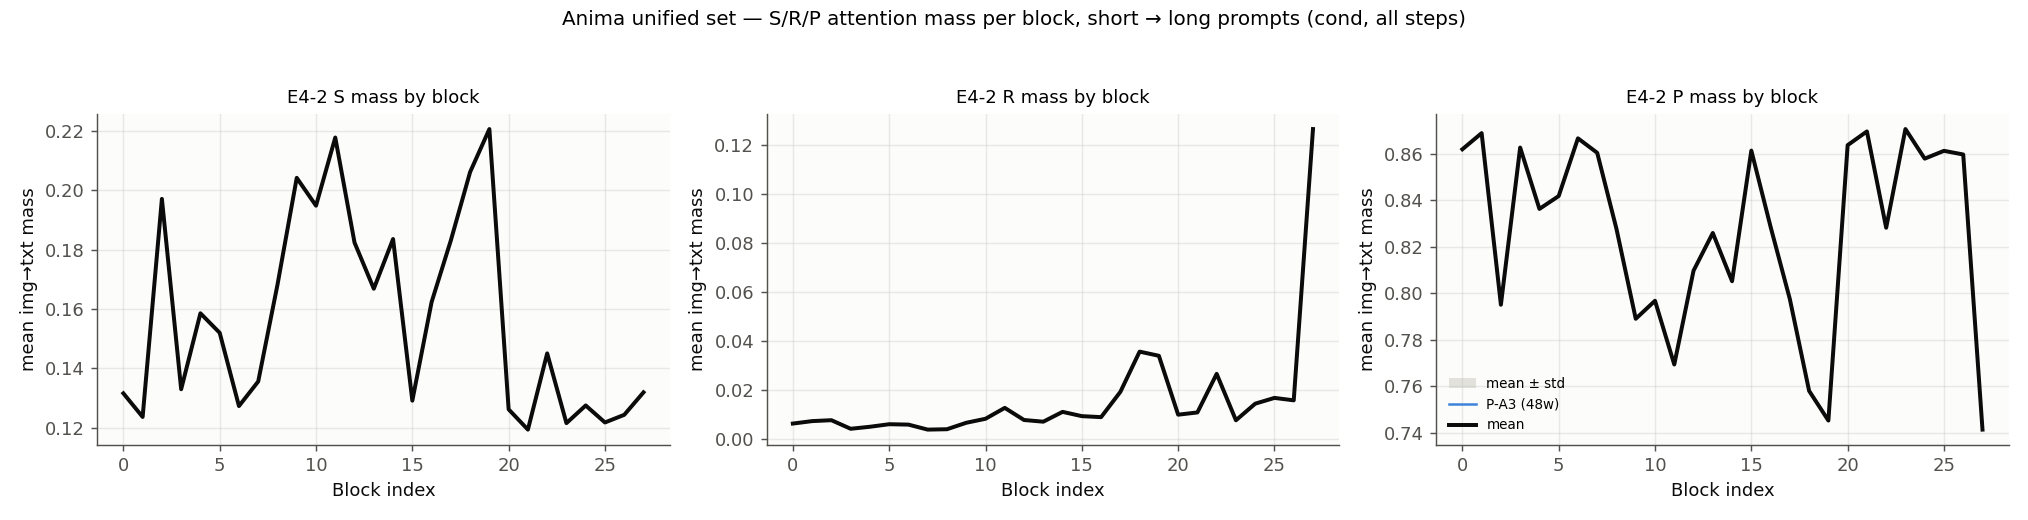 Anima unified set — S/R/P attention mass per block, short → long prompts (cond, all steps)
E4-2 S mass by block
mean img→txt mass
0.22
0.20
0.18
0.16
0.14
0.12
0 5 10 15 20 25
Block index
E4-2 R mass by block
mean img→txt mass
0.12
0.10
0.08
0.06
0.04
0.02
0.00
0 5 10 15 20 25
Block index
E4-2 P mass by block
mean img→txt mass
0.86
0.84
0.82
0.80
0.78
0.76
0.74
mean ± std
P-A3 (48w)
mean
0 5 10 15 20 25
Block index